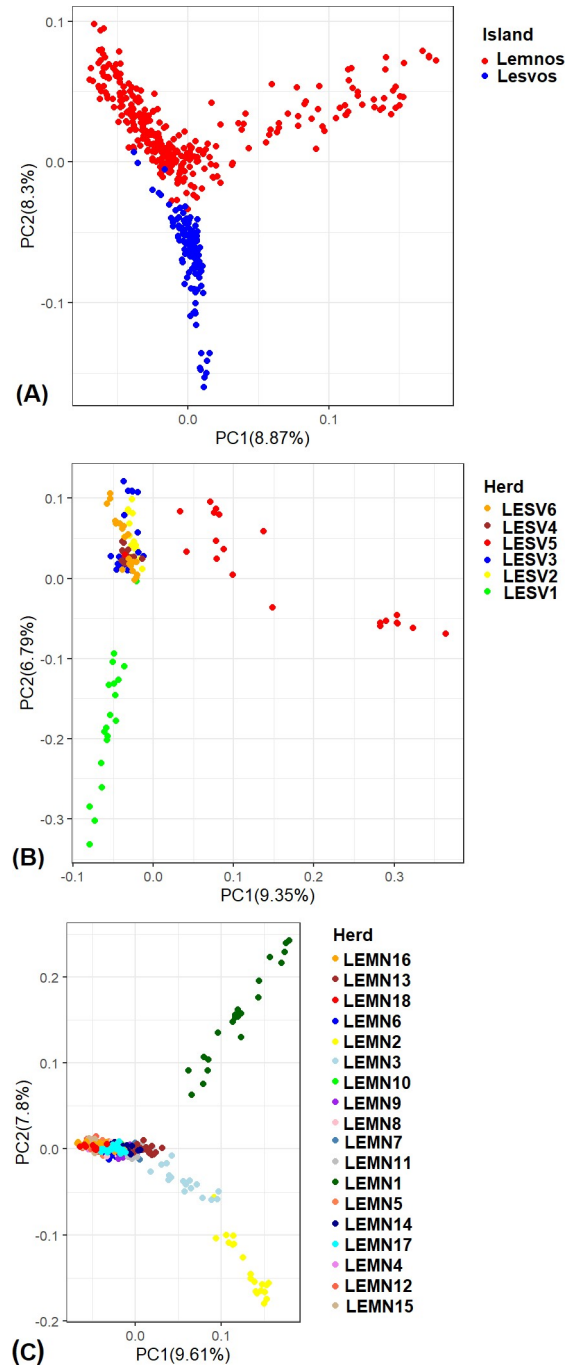 0.1
0.0
-0.1
PC2(8.3%)
0.0
0.1
PC1(8.87%)
(A)
Island
Lemnos
Lesvos
0.1
0.0
-0.1
-0.2
-0.3
PC2(6.79%)
-0.1
0.0
0.1
0.2
0.3
PC1(9.35%)
(B)
Herd
LESV6
LESV4
LESV5
LESV3
LESV2
LESV1
0.2
0.1
0.0
-0.1
-0.2
PC2(7.8%)
0.0
0.1
PC1(9.61%)
(C)
Herd
LEMN16
LEMN13
LEMN18
LEMN6
LEMN2
LEMN3
LEMN10
LEMN9
LEMN8
LEMN7
LEMN11
LEMN1
LEMN5
LEMN14
LEMN17
LEMN4
LEMN12
LEMN15